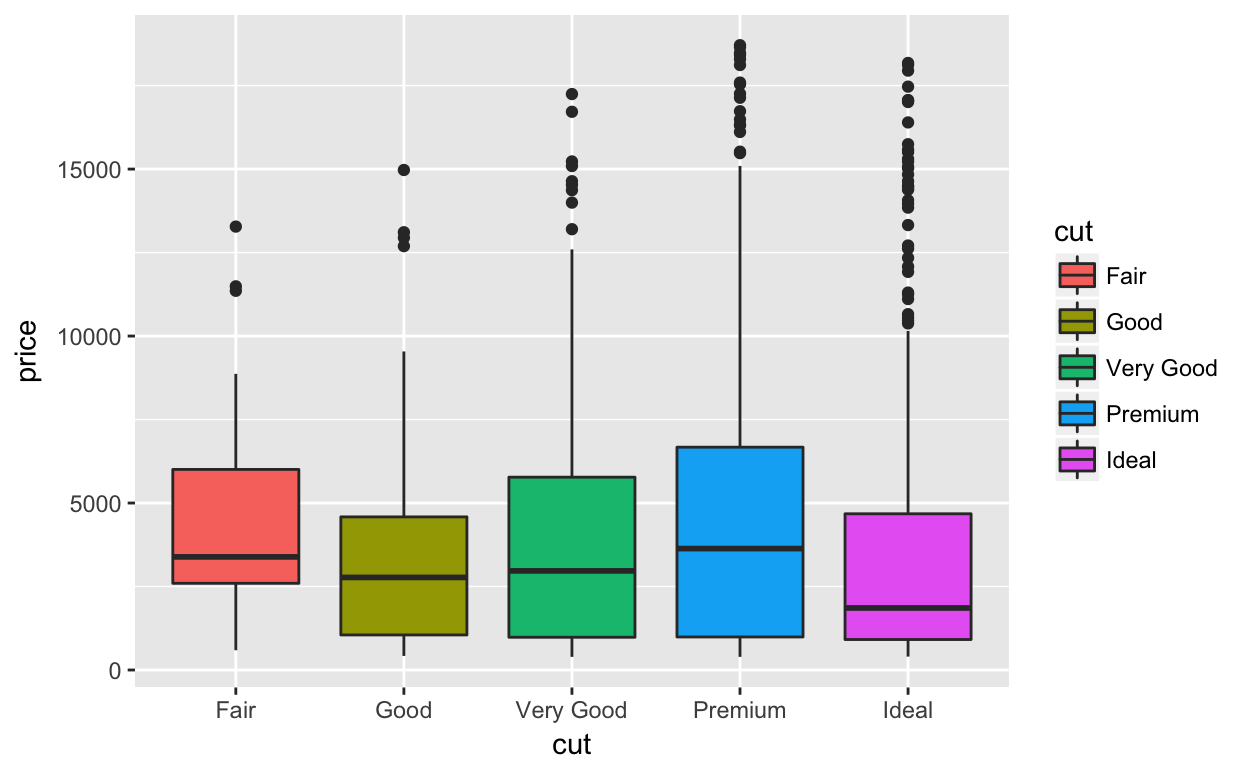 price
15000
10000
5000
0
Fair
Good
Very Good
Premium
Ideal
cut
cut
Fair
Good
Very Good
Premium
Ideal